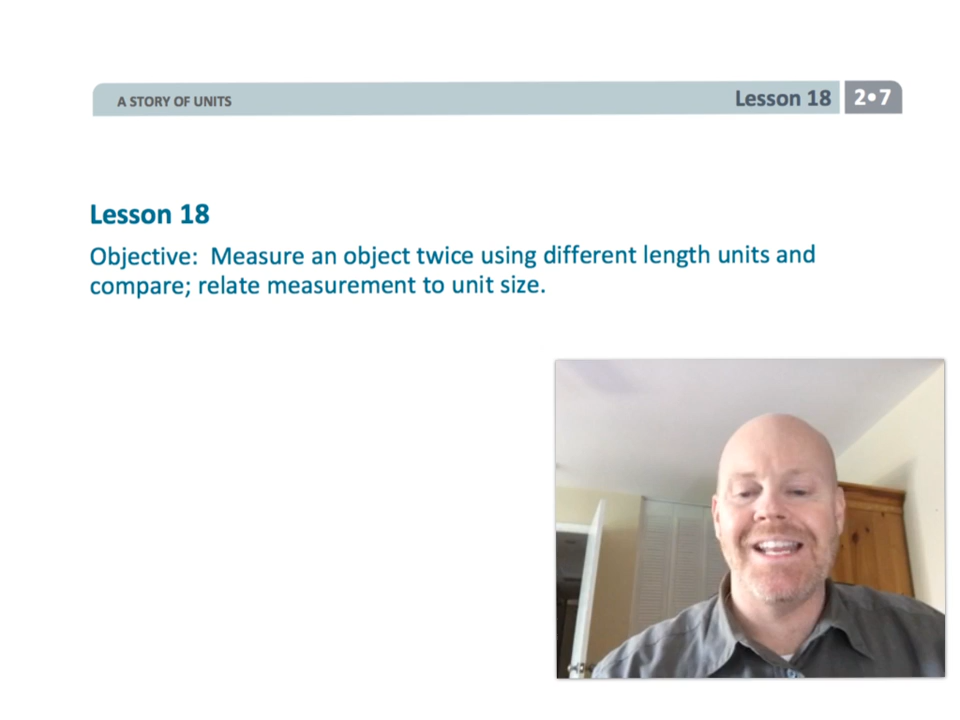 A STORY OF UNITS
Lesson 18
2•7
Lesson 18
Objective:  Measure an object twice using different length units and
compare; relate measurement to unit size.